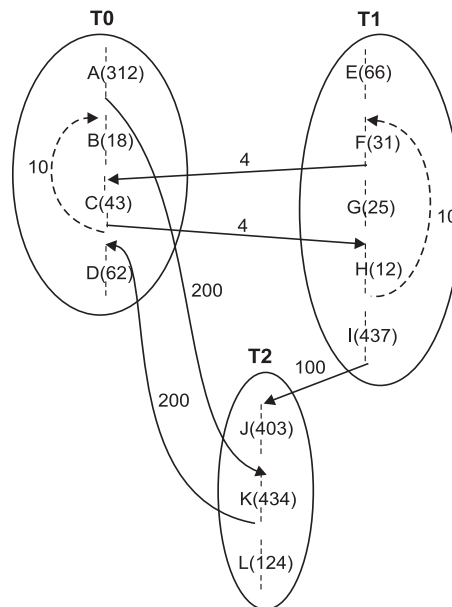 T0
T1
A(312)
E(66)
B(18)
F(31)
10
4
C(43)
G(25)
10
4
D(62)
H(12)
200
I(437)
T2
100
200
J(403)
K(434)
L(124)